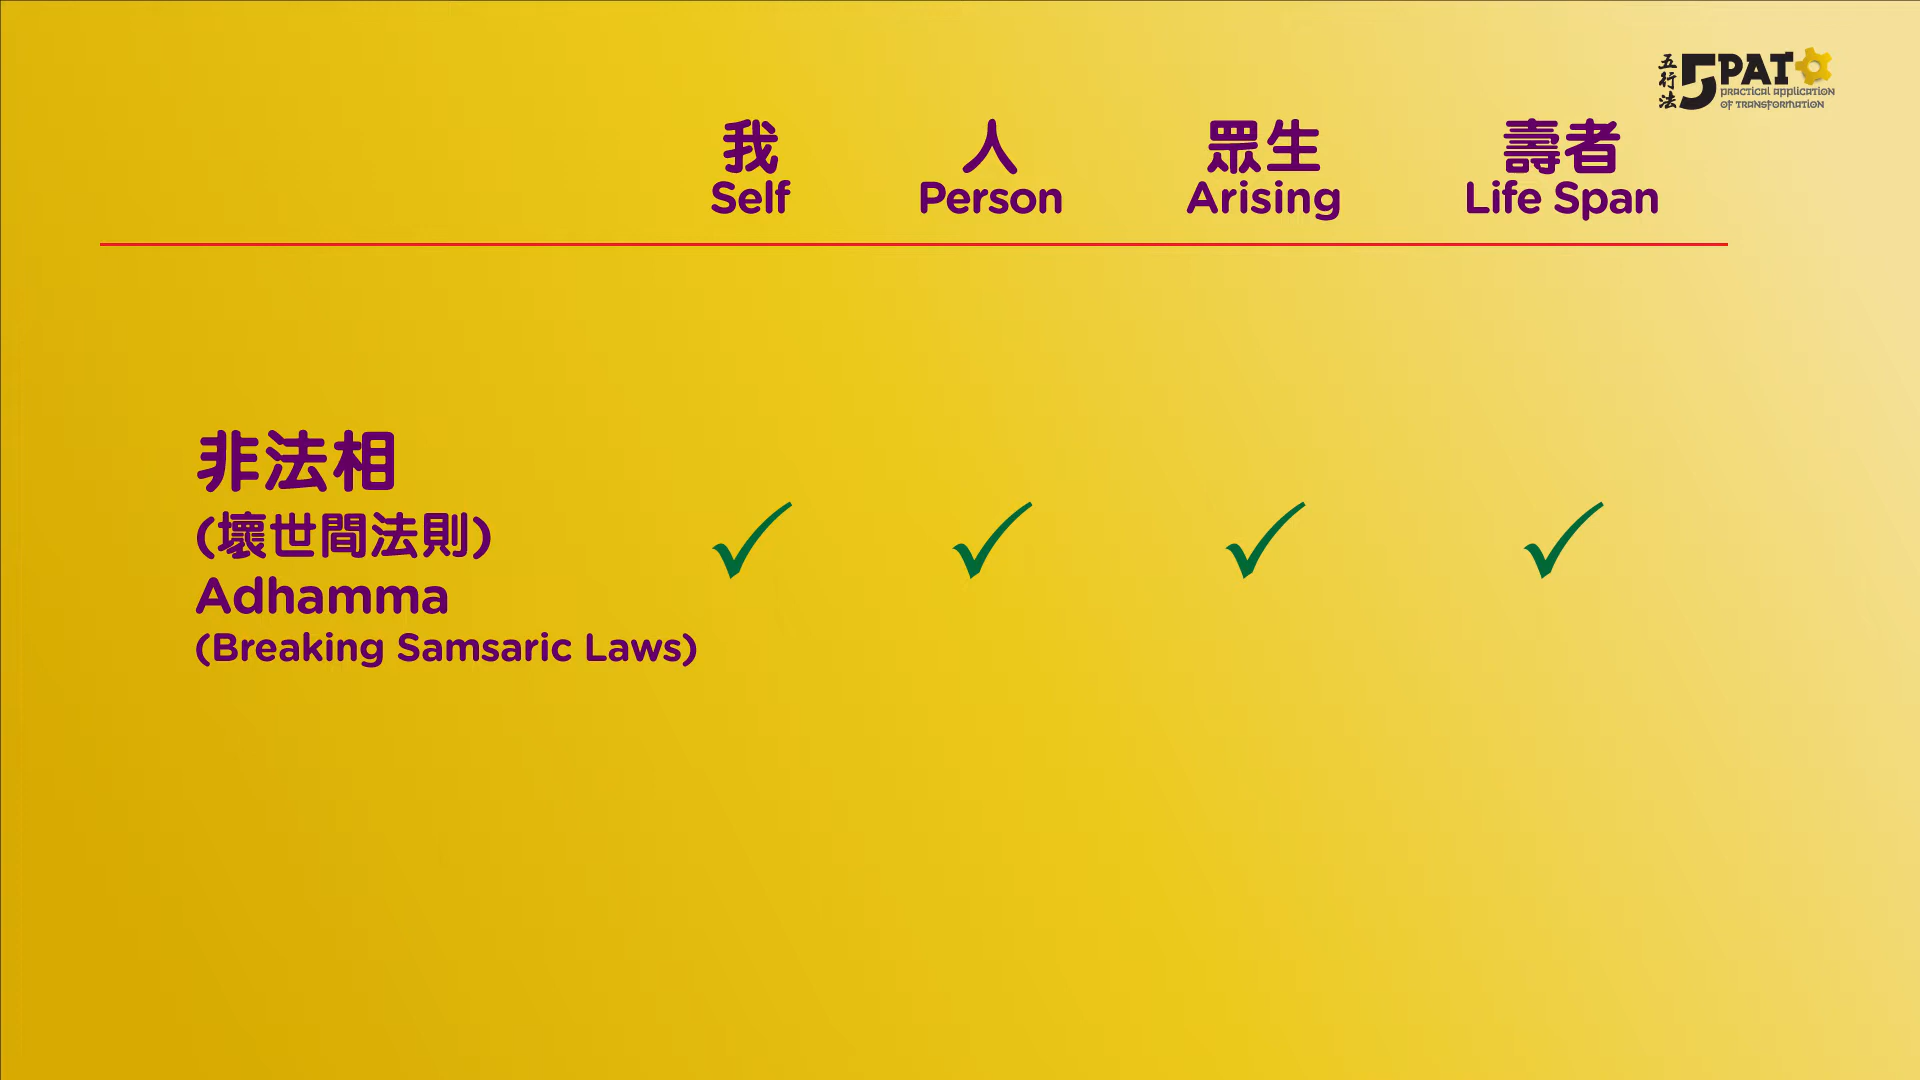 五行法
5PAT
PRACTICAL APPLICATION
OF TRANSFORMATION
我 人 眾生 壽者
Self Person Arising Life Span
非法相
(壞世間法則)
Adhamma
(Breaking Samsaric Laws)